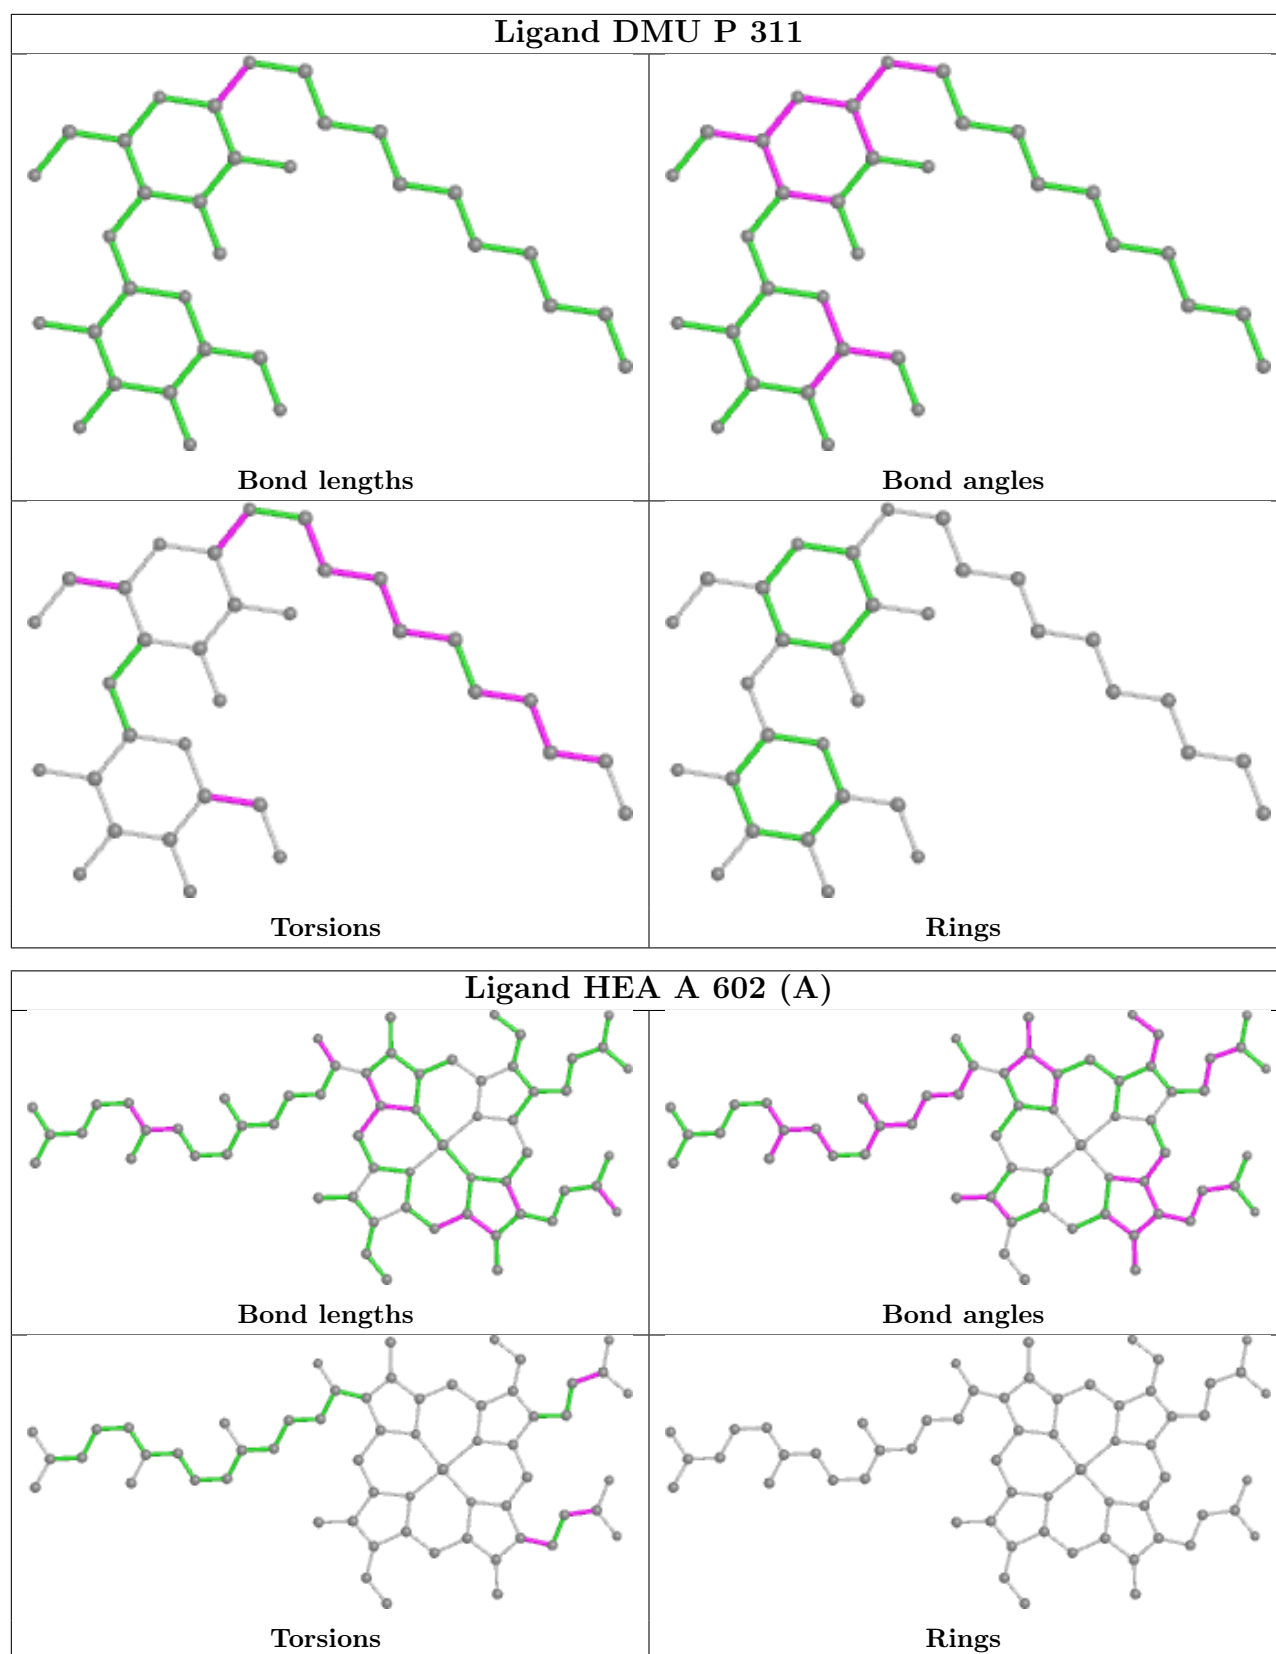 Ligand DMU P 311
Bond lengths
Bond angles
Torsions
Rings
Ligand HEA A 602 (A)
Bond lengths
Bond angles
Torsions
Rings